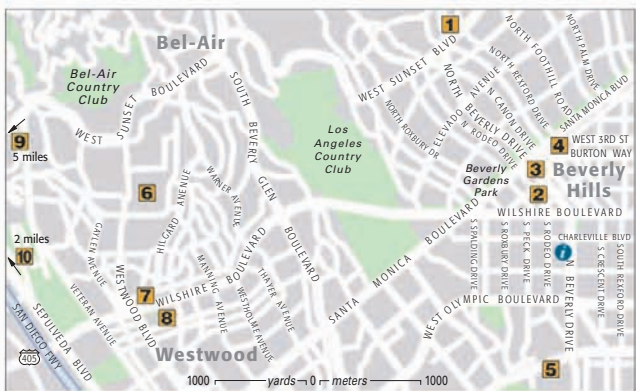 1
Bel-Air
WEST SUNSET BLVD
NORTH FOOTHILL ROAD
NORTH PALM DRIVE
Bel-Air
Country
Club
WEST SUNSET BOULEVARD
SOUTH BEVERLY GLEN BOULEVARD
NORTH ROXBURY DR
ELEVADO AVENUE
NORTH BEVERLY DRIVE
N CANON DRIVE
NORTH REXFORD DRIVE
N RODEO DRIVE
SANTA MONICA BLVD
Los
Angeles
Country
Club
9
5 miles
4
WEST 3RD ST
BURTON WAY
3
Beverly
Hills
Beverly
Gardens
Park
2
6
WILSHIRE BOULEVARD
HILGARD ANENUE
WARNER AVENUE
GAYLEY AVENUE
2 miles
10
CHARLEVILLE BLVD
i
S SPALDING DRIVE
S ROXBURY DRIVE
S PECK DRIVE
S RODEO DRIVE
N BEVERLY DRIVE
S CRESCENT DRIVE
SOUTH REXFORD DRIVE
WESTWOOD BLVD
VETERAN AVENUE
7
WILSHIRE BOULEVARD
8
MANNING AVENUE
WESTHOLME AVENUE
THAYER AVENUE
SANTA MONICA BOULEVARD
WEST OLYMPIC BOULEVARD
SEPULVEDA BLVD
SAN DIEGO FWY
405
Westwood
5
1000 yards 0 meters 1000